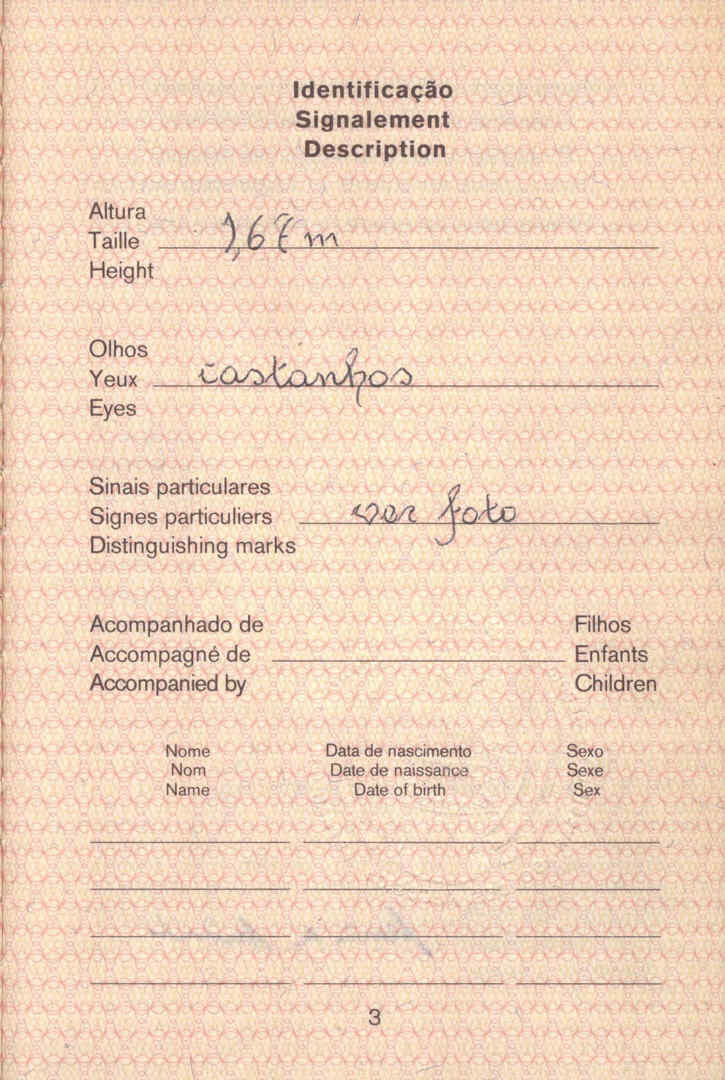 Identificação
Signalement
Description
Altura
Taille 1,67 m
Height
Olhos
Yeux castanhos
Eyes
Sinais particulares
Signes particuliers ver foto
Distinguishing marks
Acompanhado de Filhos
Accompagné de Enfants
Accompanied by Children
Nome Data de nascimento Sexo
Nom Date de naissance Sexe
Name Date of birth Sex
3